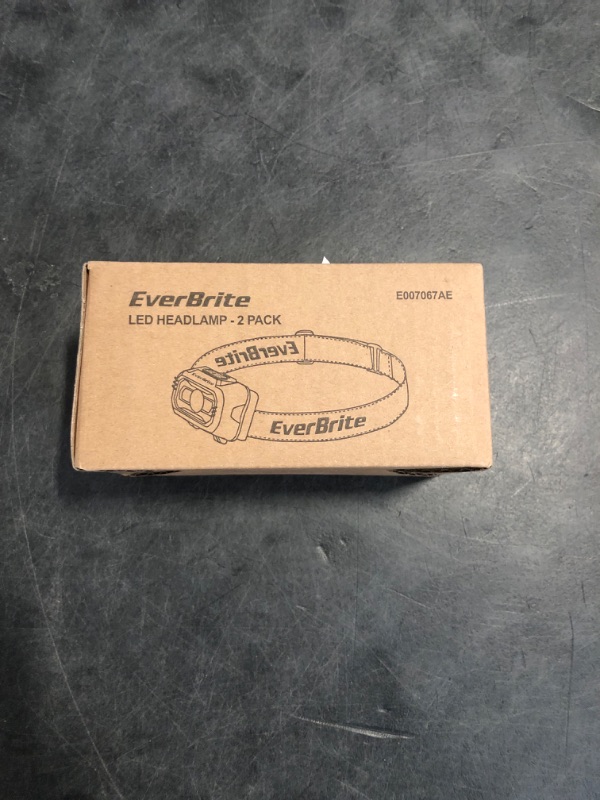 EverBrite
E007067AE
LED HEADLAMP - 2 PACK
EverBrite
EverBrite